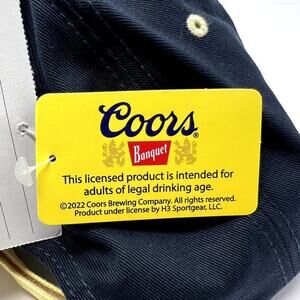 Coors
Banquet
This licensed product is intended for
adults of legal drinking age.
©2022 Coors Brewing Company. All rights reserved.
Product under license by H3 Sportgear, LLC.